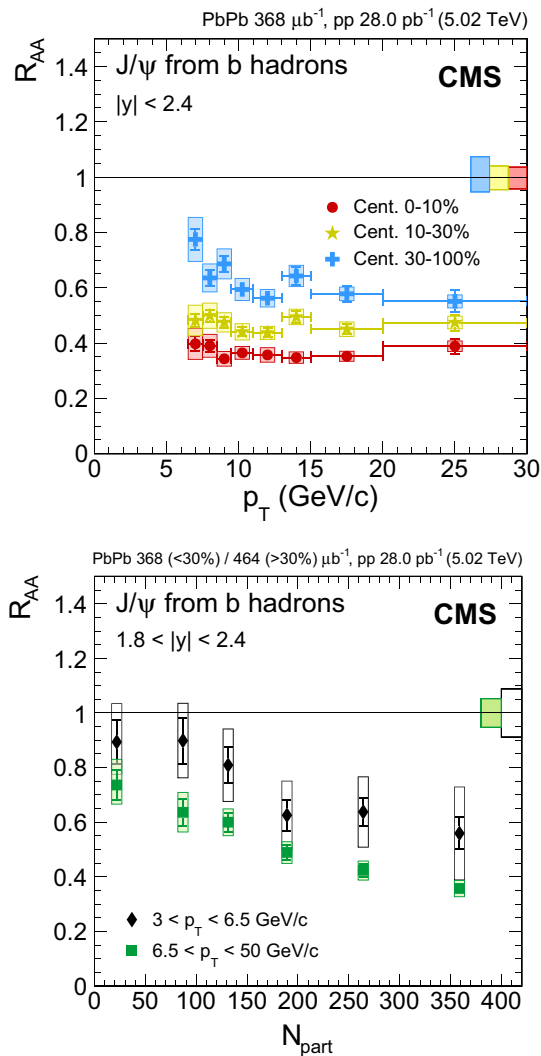 PbPb 368 μb⁻¹, pp 28.0 pb⁻¹ (5.02 TeV)
R_AA
1.4
J/ψ from b hadrons
CMS
|y| < 2.4
1.2
1
Cent. 0-10%
0.8
Cent. 10-30%
Cent. 30-100%
0.6
0.4
0.2
0
0 5 10 15 20 25 30
p_T (GeV/c)
PbPb 368 (<30%) / 464 (>30%) μb⁻¹, pp 28.0 pb⁻¹ (5.02 TeV)
R_AA
1.4
J/ψ from b hadrons
CMS
1.8 < |y| < 2.4
1.2
1
0.8
0.6
0.4
0.2
3 < p_T < 6.5 GeV/c
6.5 < p_T < 50 GeV/c
0
0 50 100 150 200 250 300 350 400
N_part